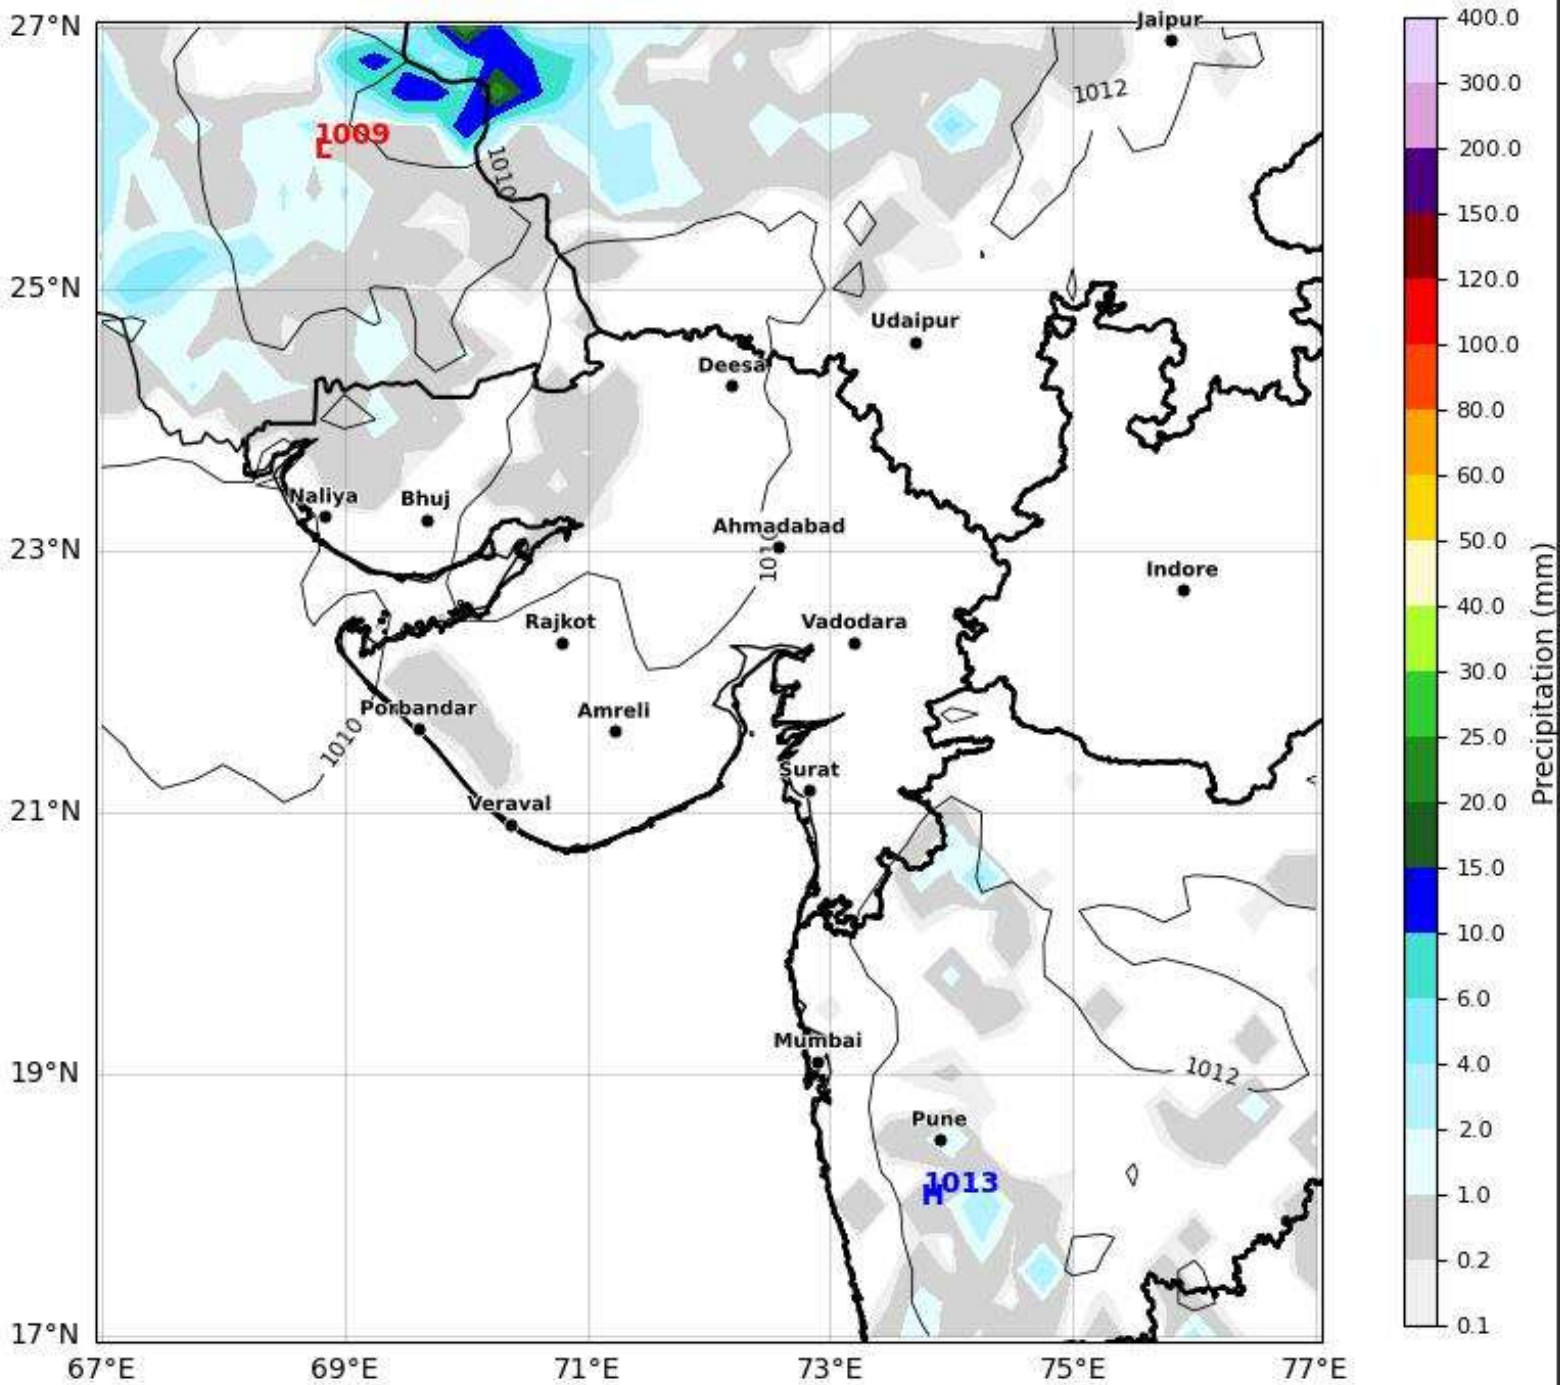 27°N
25°N
23°N
21°N
19°N
17°N
67°E
69°E
71°E
73°E
75°E
77°E
Jaipur
1012
1009
L
1010
Udaipur
Deesa
Naliya
Bhuj
Ahmadabad
1010
Indore
Rajkot
Vadodara
Porbandar
Amreli
1010
Surat
Veraval
Mumbai
1012
Pune
1013
H
400.0
300.0
200.0
150.0
120.0
100.0
80.0
60.0
50.0
40.0
30.0
25.0
20.0
15.0
10.0
6.0
4.0
2.0
1.0
0.2
0.1
Precipitation (mm)